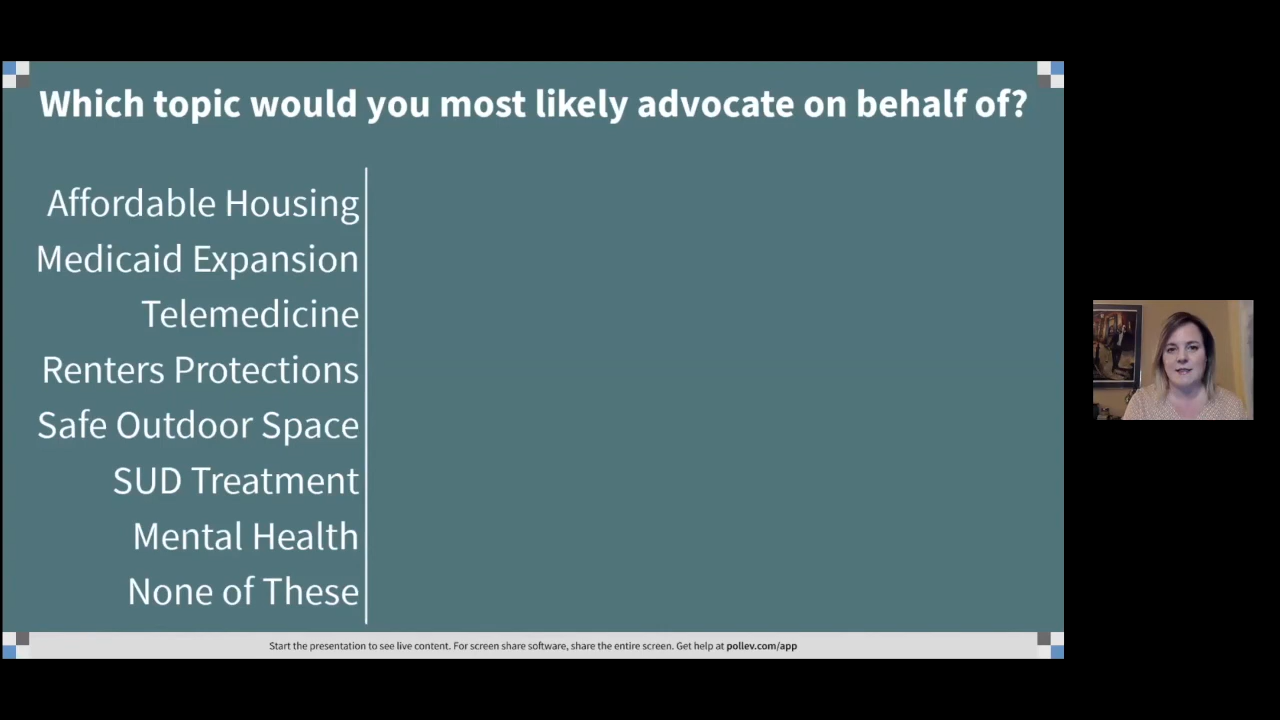 Which topic would you most likely advocate on behalf of?
Affordable Housing
Medicaid Expansion
Telemedicine
Renters Protections
Safe Outdoor Space
SUD Treatment
Mental Health
None of These
Start the presentation to see live content. For screen share software, share the entire screen. Get help at pollev.com/app